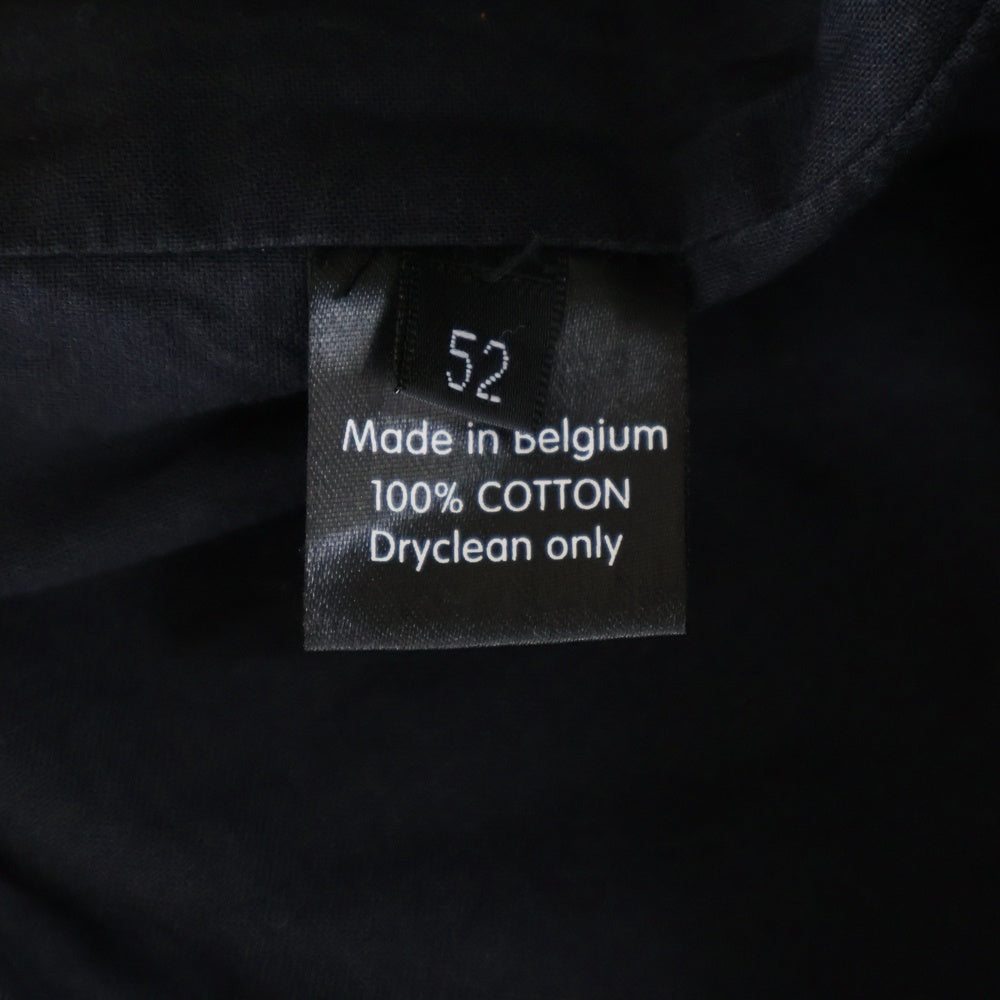 52
Made in Belgium
100% COTTON
Dryclean only